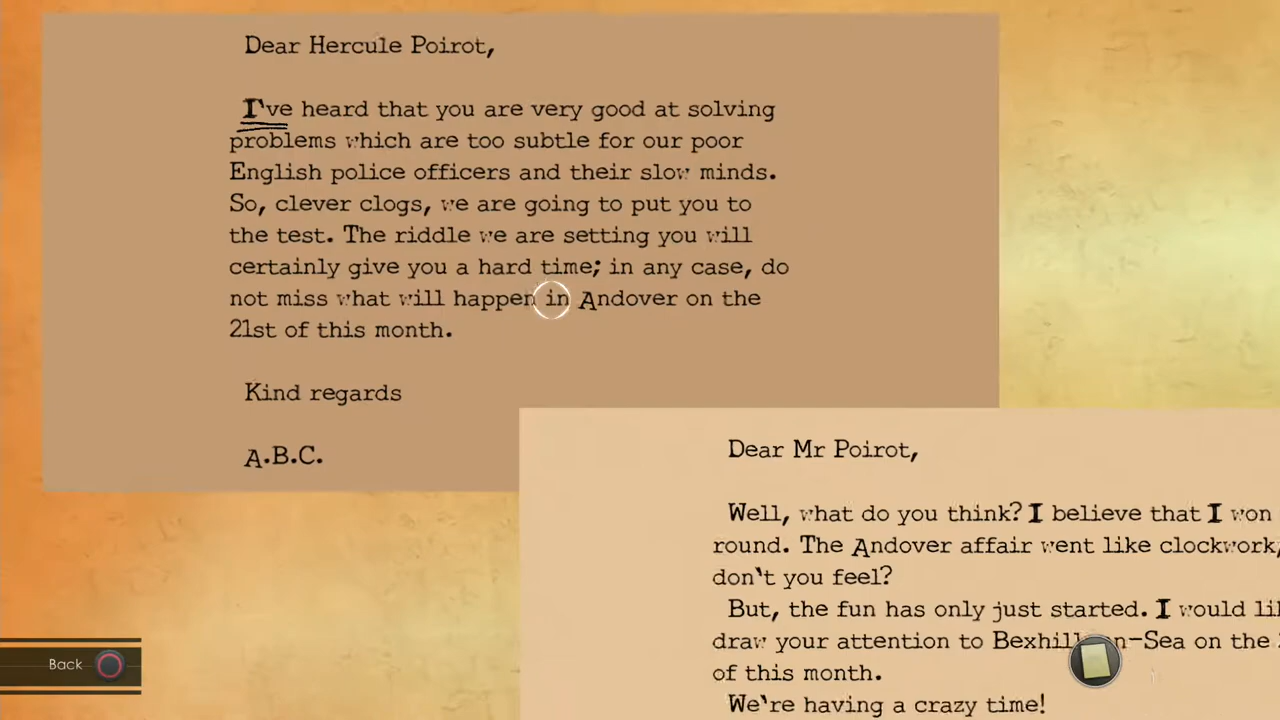 Dear Hercule Poirot,
I've heard that you are very good at solving
problems which are too subtle for our poor
English police officers and their slow minds.
So, clever clogs, we are going to put you to
the test. The riddle we are setting you will
certainly give you a hard time; in any case, do
not miss what will happen in Andover on the
21st of this month.
Kind regards
A.B.C.
Dear Mr Poirot,
Well, what do you think? I believe that I won
round. The Andover affair went like clockwork,
don't you feel?
But, the fun has only just started. I would
draw your attention to on the
of this month.
We're having a crazy time!
Back